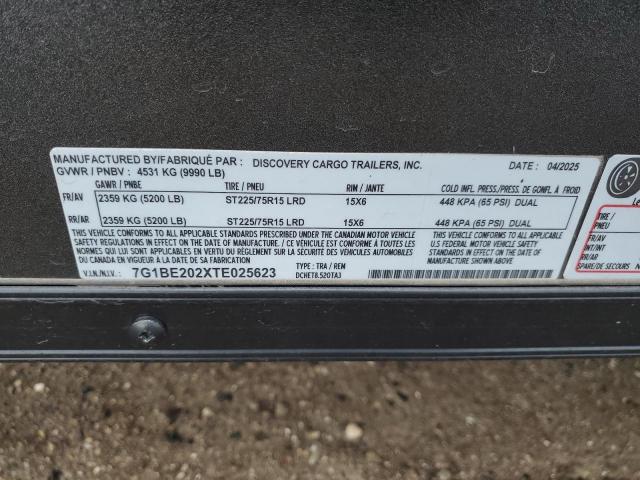 MANUFACTURED BY/FABRIQUÉ PAR : DISCOVERY CARGO TRAILERS, INC. DATE : 04/2025
GVWR / PNBV : 4531 KG (9990 LB)
GAWR / PNBE TIRE / PNEU RIM / JANTE COLD INFL. PRESS./PRESS. DE GONFL. À FROID
FR/AV 2359 KG (5200 LB) ST225/75R15 LRD 15X6 448 KPA (65 PSI) DUAL
RR/AR 2359 KG (5200 LB) ST225/75R15 LRD 15X6 448 KPA (65 PSI) DUAL
THIS VEHICLE CONFORMS TO ALL STANDARDS PRESCRIBED UNDER THE CANADIAN MOTOR VEHICLE
SAFETY REGULATIONS IN EFFECT ON THE DATE OF MANUFACTURE / CE VÉHICULE EST CONFORME À
TOUTES LES NORMES QUI LUI SONT APPLICABLES EN VERTU DU RÈGLEMENT SUR LA SÉCURITÉ DES VÉHICULES AUTOMOBILES
DU CANADA EN VIGUEUR À LA DATE DE SA FABRICATION
THIS VEHICLE CONFORMS TO ALL APPLICABLE
U.S FEDERAL MOTOR VEHICLE SAFETY STANDARDS
IN EFFECT ON THE DATE OF
MANUFACTURE SHOWN ABOVE
V.I.N./N.I.V.: 7G1BE202XTE025623 TYPE : TRA / REM
DCHET8.520TA3
TIRE /
PNEU
FR/AV
INT/MT
RR/AR
SPARE/DE SECOURS